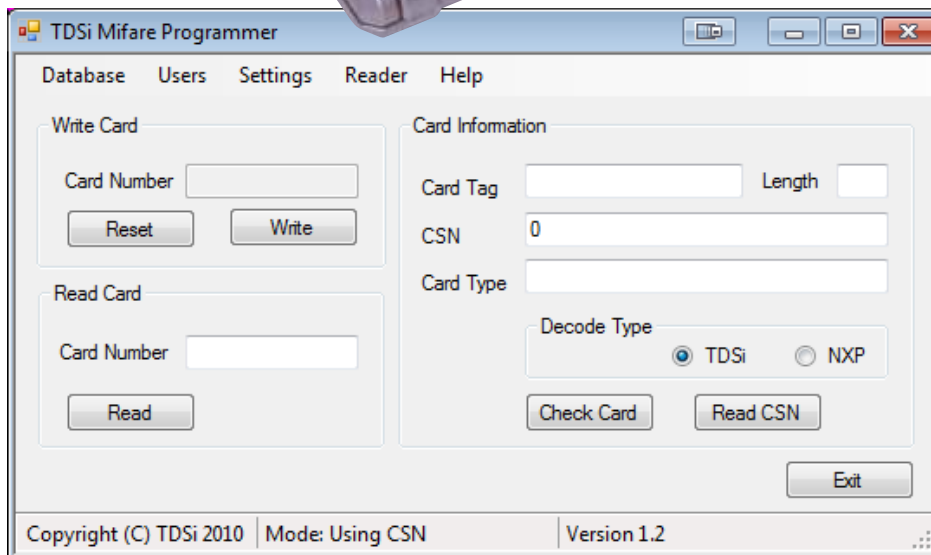 TDSi Mifare Programmer
Database Users Settings Reader Help
Write Card
Card Number
Reset Write
Read Card
Card Number
Read
Card Information
Card Tag Length
CSN 0
Card Type
Decode Type
TDSi NXP
Check Card Read CSN
Exit
Copyright (C) TDSi 2010 Mode: Using CSN Version 1.2